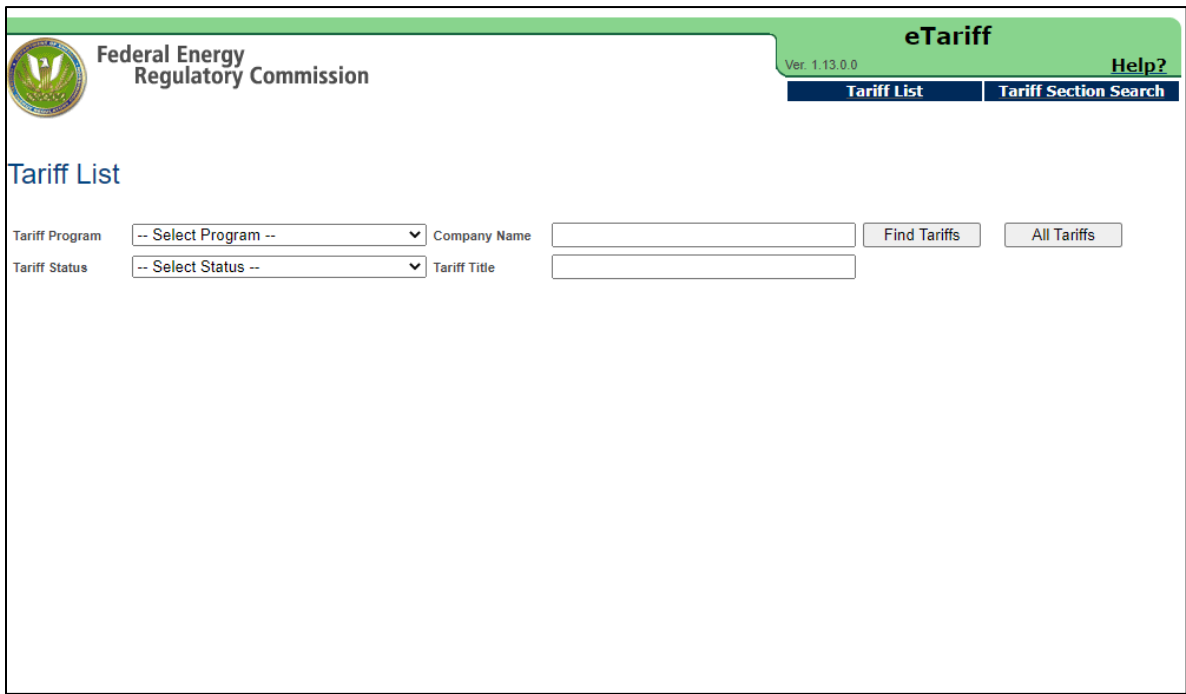 eTariff
Federal Energy
Regulatory Commission
Ver. 1.13.0.0
Help?
Tariff List
Tariff Section Search
Tariff List
Tariff Program -- Select Program -- Company Name Find Tariffs All Tariffs
Tariff Status -- Select Status -- Tariff Title